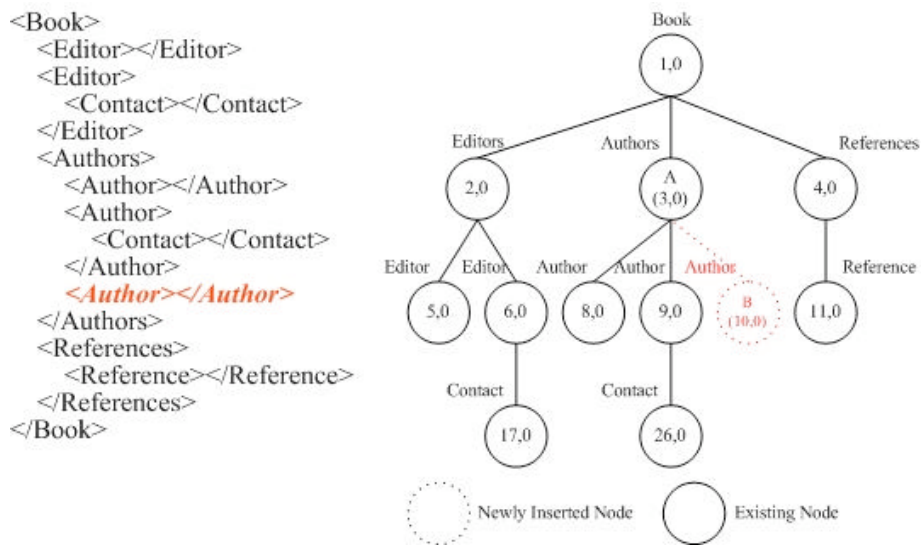 <Book>
<Editor></Editor>
<Editor>
<Contact></Contact>
</Editor>
<Authors>
<Author></Author>
<Author>
<Contact></Contact>
</Author>
<Author></Author>
</Authors>
<References>
<Reference></Reference>
</References>
</Book>
Book
1,0
Editors Authors References
2,0 A 4,0
(3,0)
Editor Editor Author Author Author Reference
5,0 6,0 8,0 9,0 B 11,0
(10,0)
Contact Contact
17,0 26,0
Newly Inserted Node Existing Node